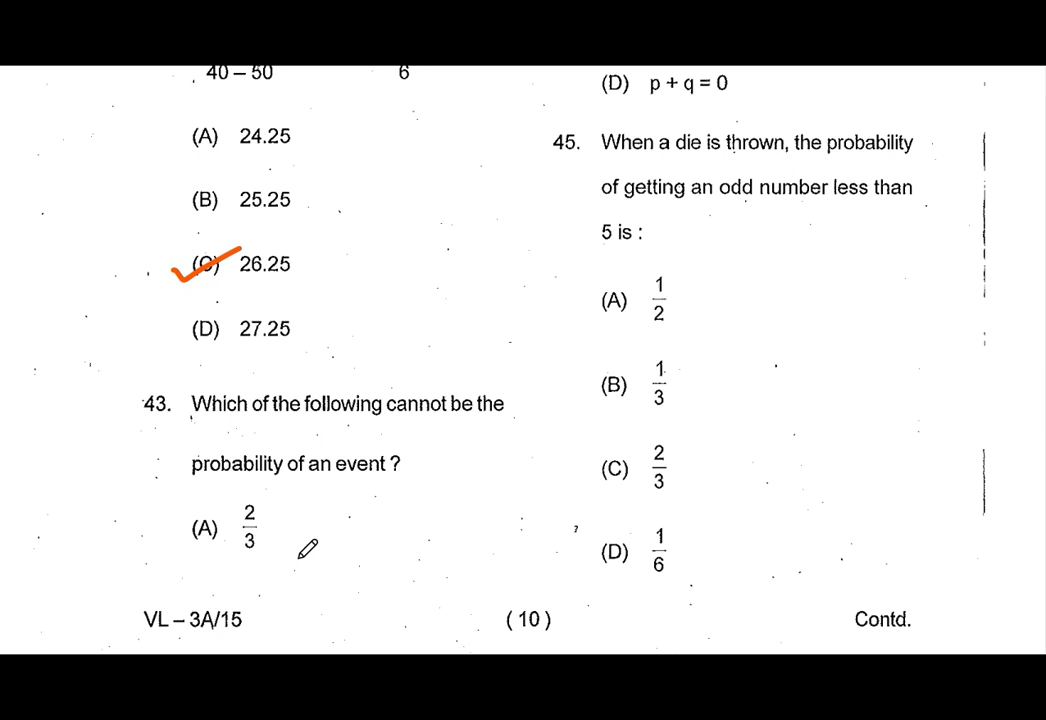 40 – 50 6
(A) 24.25
(B) 25.25
(C) 26.25
(D) 27.25
43. Which of the following cannot be the
probability of an event ?
(A) 2/3
(D) p + q = 0
45. When a die is thrown, the probability
of getting an odd number less than
5 is :
(A) 1/2
(B) 1/3
(C) 2/3
(D) 1/6
VL – 3A/15 ( 10 ) Contd.